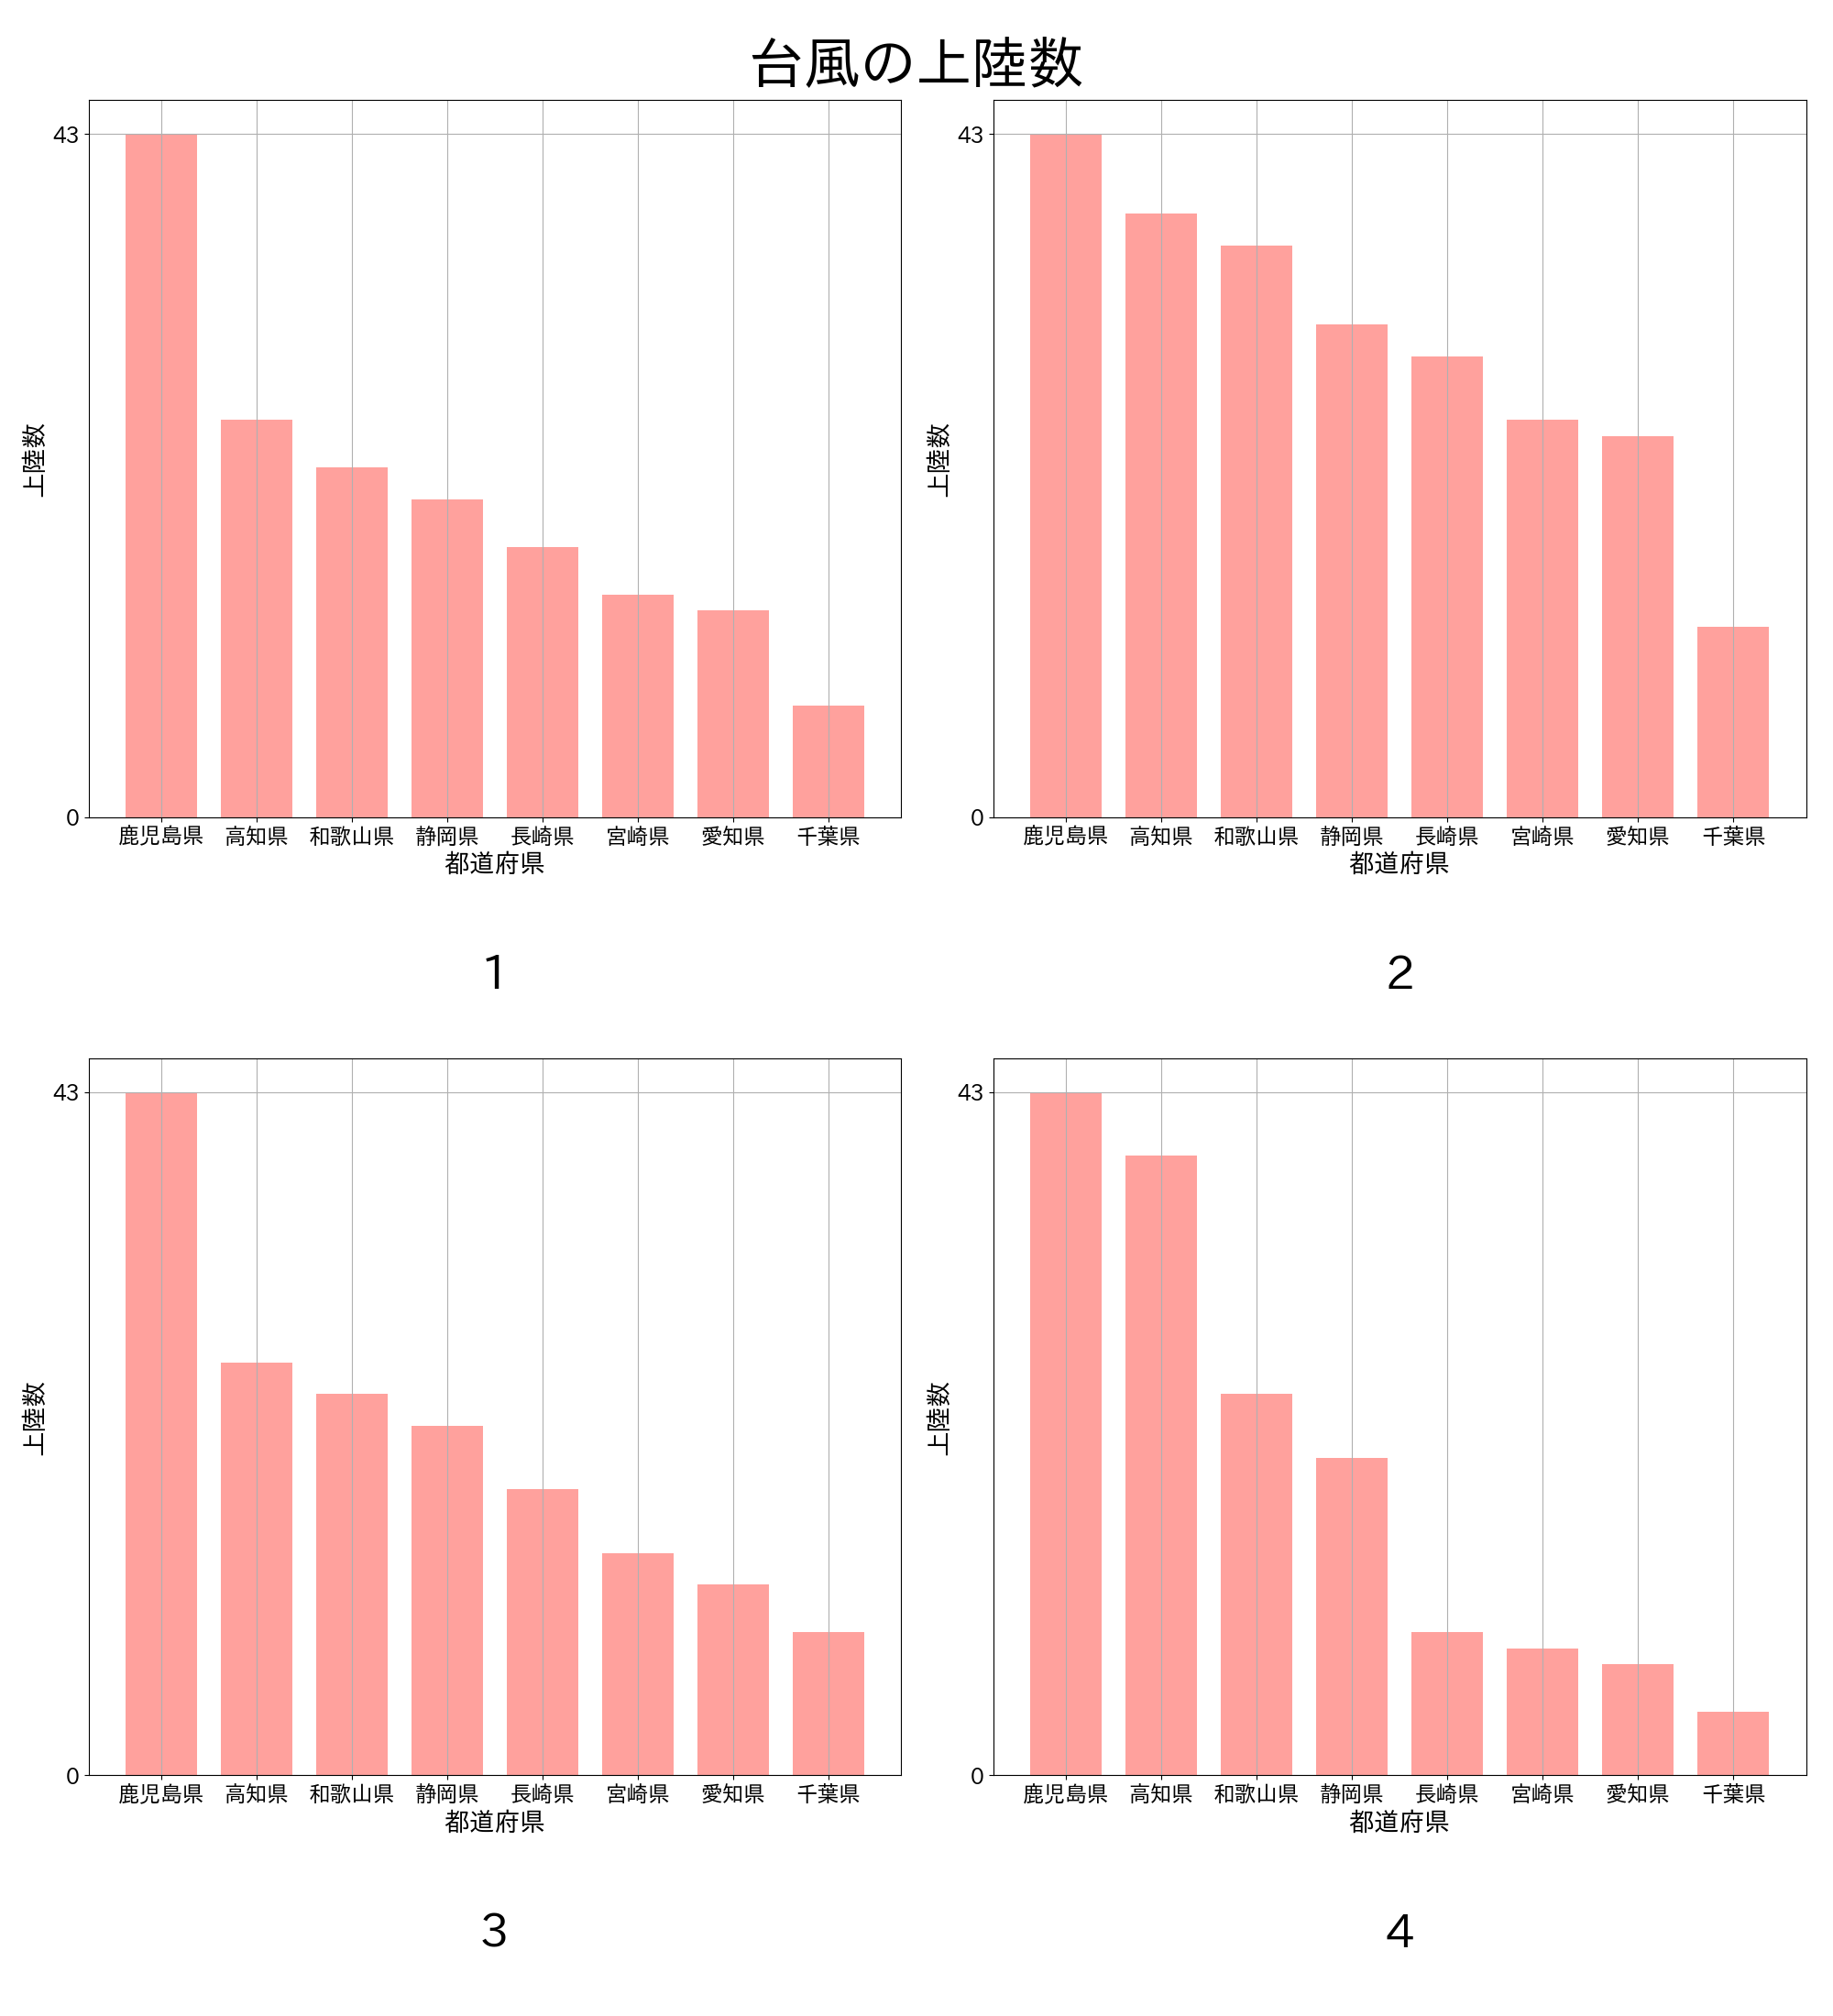 台風の上陸数
43
0
上陸数
鹿児島県 高知県 和歌山県 静岡県 長崎県 宮崎県 愛知県 千葉県
都道府県
1
43
0
上陸数
鹿児島県 高知県 和歌山県 静岡県 長崎県 宮崎県 愛知県 千葉県
都道府県
2
43
0
上陸数
鹿児島県 高知県 和歌山県 静岡県 長崎県 宮崎県 愛知県 千葉県
都道府県
3
43
0
上陸数
鹿児島県 高知県 和歌山県 静岡県 長崎県 宮崎県 愛知県 千葉県
都道府県
4